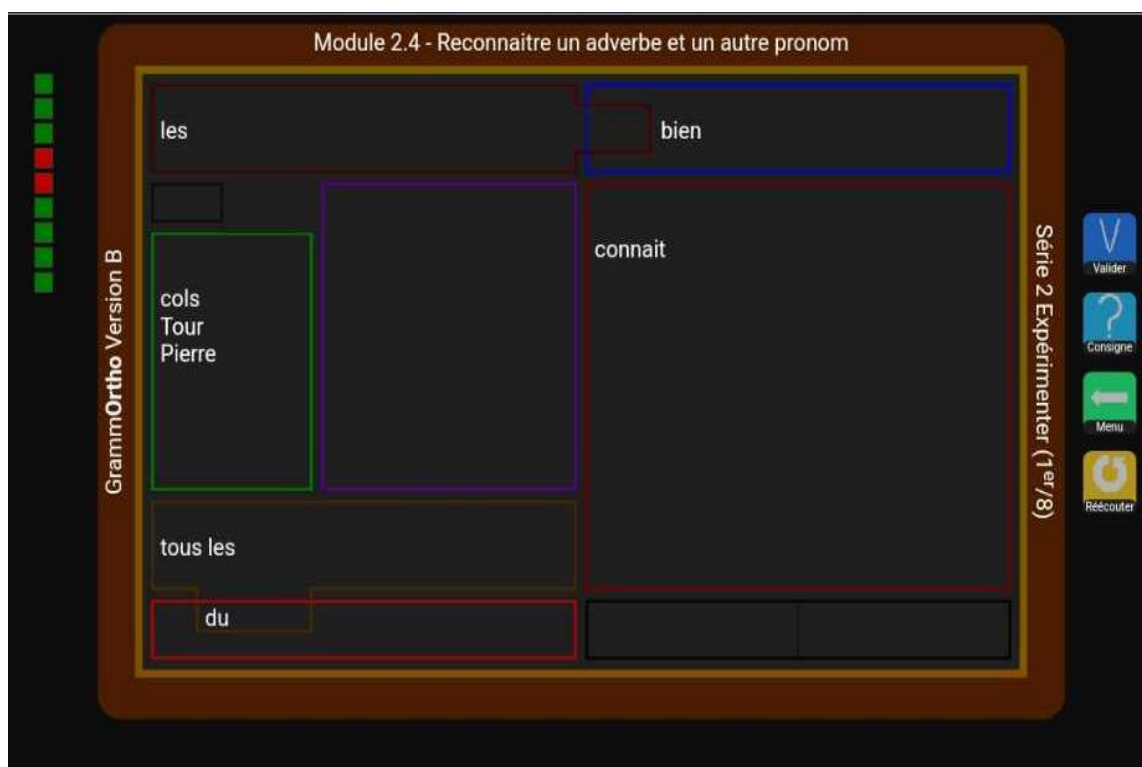 Module 2.4 - Reconnaitre un adverbe et un autre pronom
GrammOrtho Version B
les
bien
connait
cols
Tour
Pierre
tous les
du
Série 2 Expérimenter (1er/8)
V
Valider
?
Consigne
Menu
Réécouter